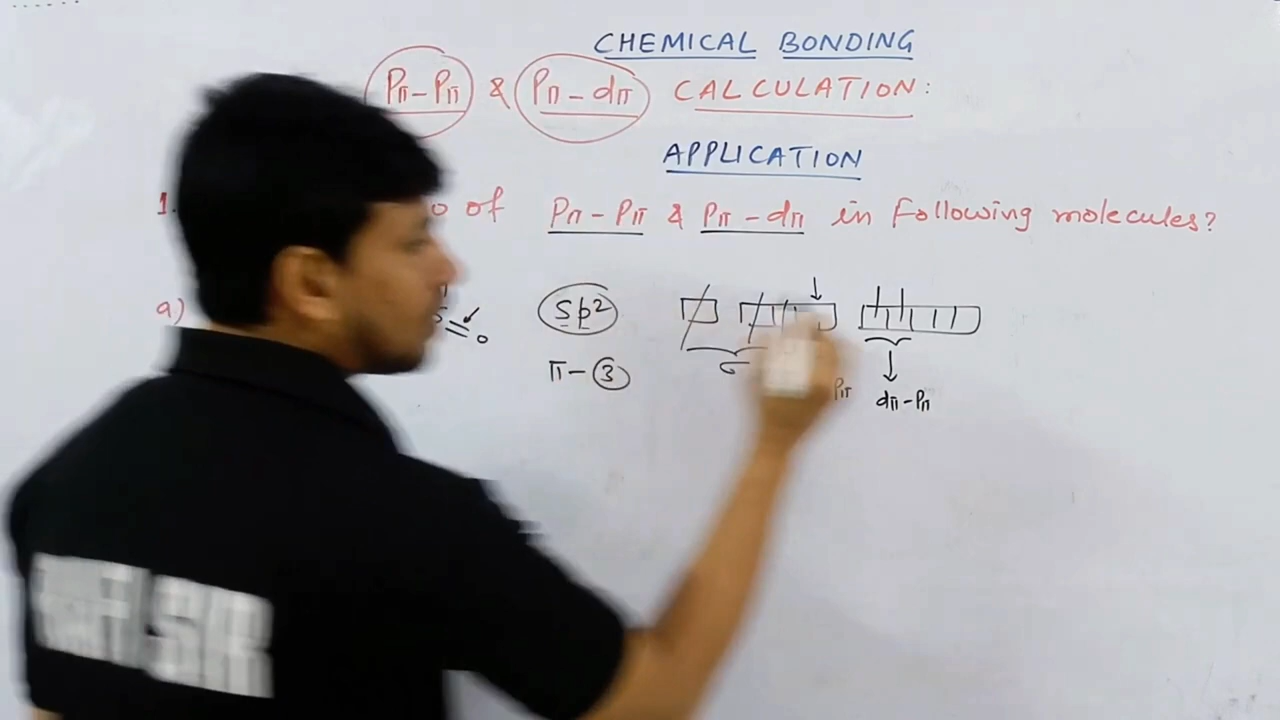 CHEMICAL BONDING
Pπ-Pπ & Pπ-dπ CALCULATION:
APPLICATION
1. of Pπ-Pπ & Pπ-dπ in following molecules?
a) o sp²
π-3
Pπ dπ-Pπ
SIR